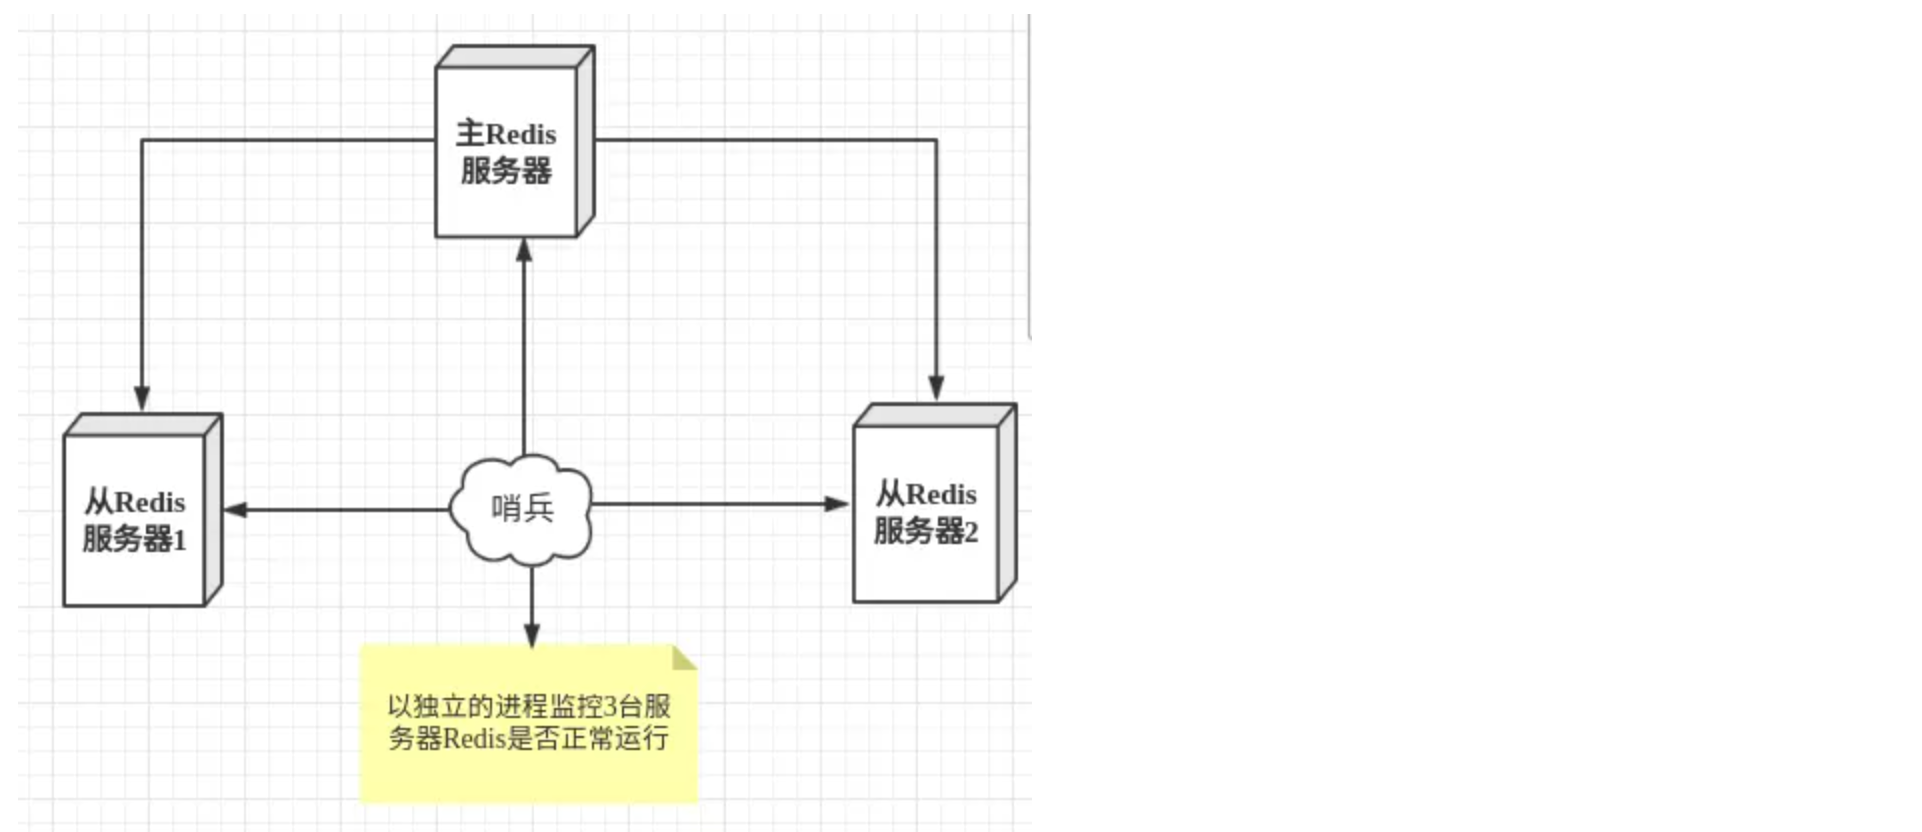 主Redis
服务器
从Redis
服务器1
哨兵
从Redis
服务器2
以独立的进程监控3台服
务器Redis是否正常运行